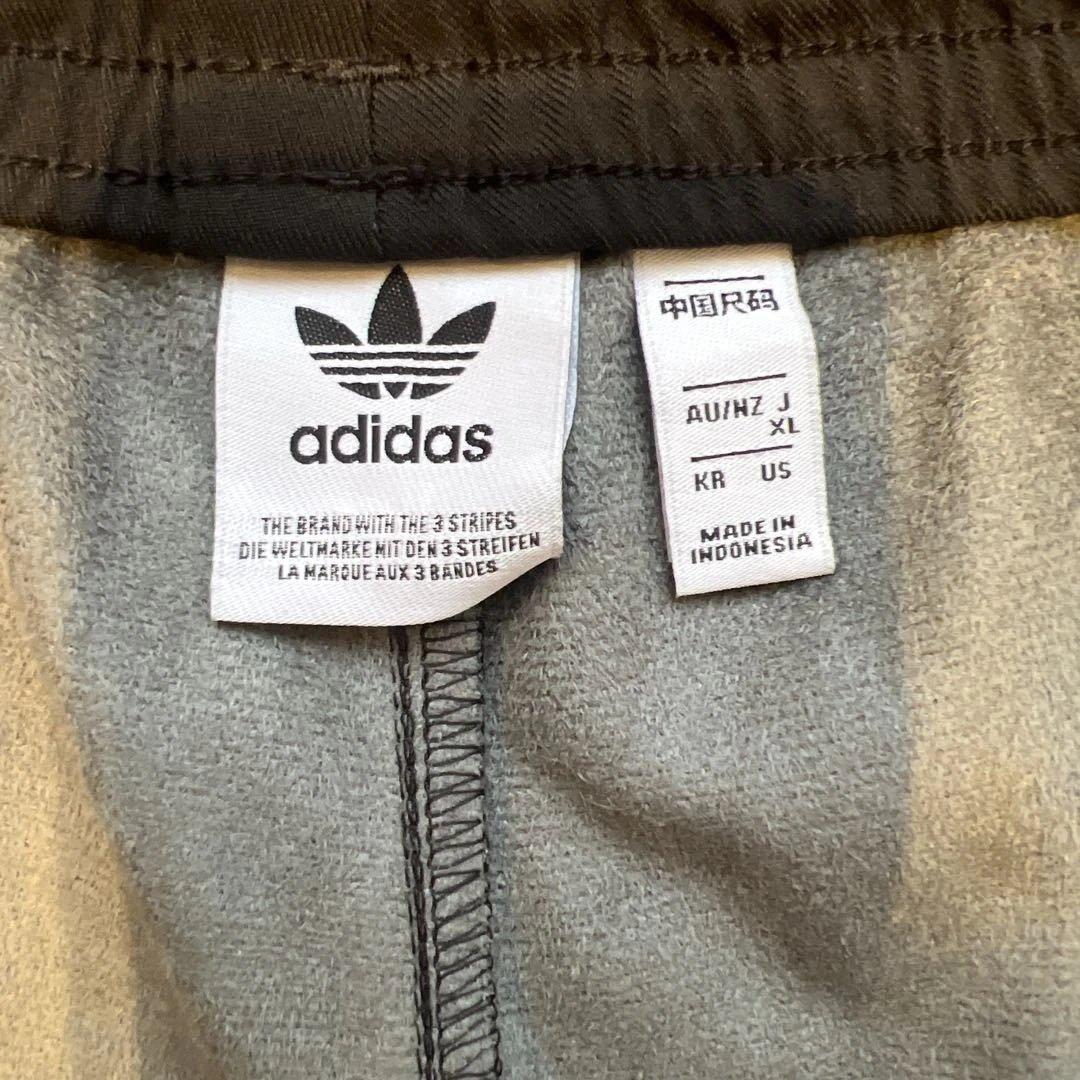 adidas
THE BRAND WITH THE 3 STRIPES
DIE WELTMARKE MIT DEN 3 STREIFEN
LA MARQUE AUX 3 BANDES
中国尺码
AU/NZ J
XL
KR US
MADE IN
INDONESIA